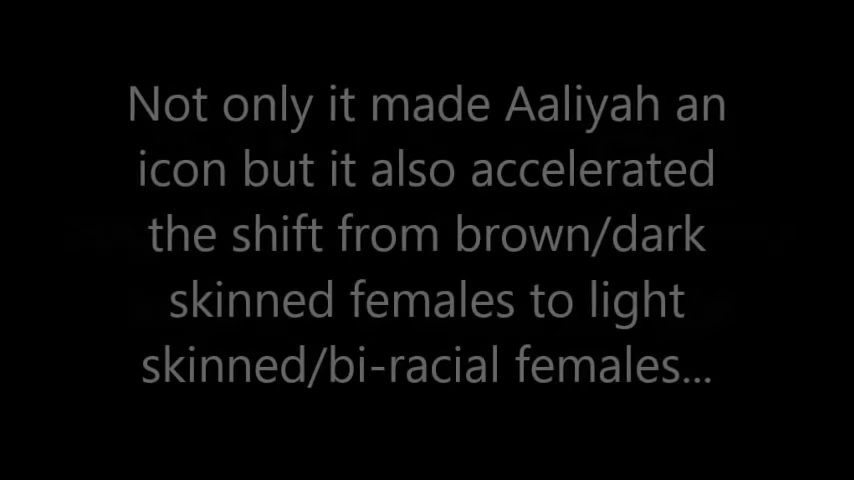 Not only it made Aaliyah an
icon but it also accelerated
the shift from brown/dark
skinned females to light
skinned/bi-racial females...